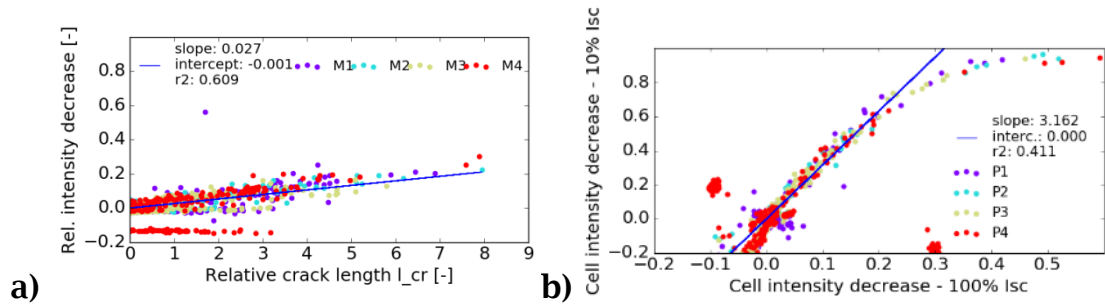 slope: 0.027
intercept: -0.001
r2: 0.609
M1 M2 M3 M4
Rel. intensity decrease [-]
0.8
0.6
0.4
0.2
0.0
−0.2
0 1 2 3 4 5 6 7 8 9
Relative crack length l_cr [-]
a)
Cell intensity decrease - 10% Isc
0.8
0.6
0.4
0.2
0.0
−0.2
slope: 3.162
interc.: 0.000
r2: 0.411
P1
P2
P3
P4
−0.2 −0.1 0.0 0.1 0.2 0.3 0.4 0.5
Cell intensity decrease - 100% Isc
b)